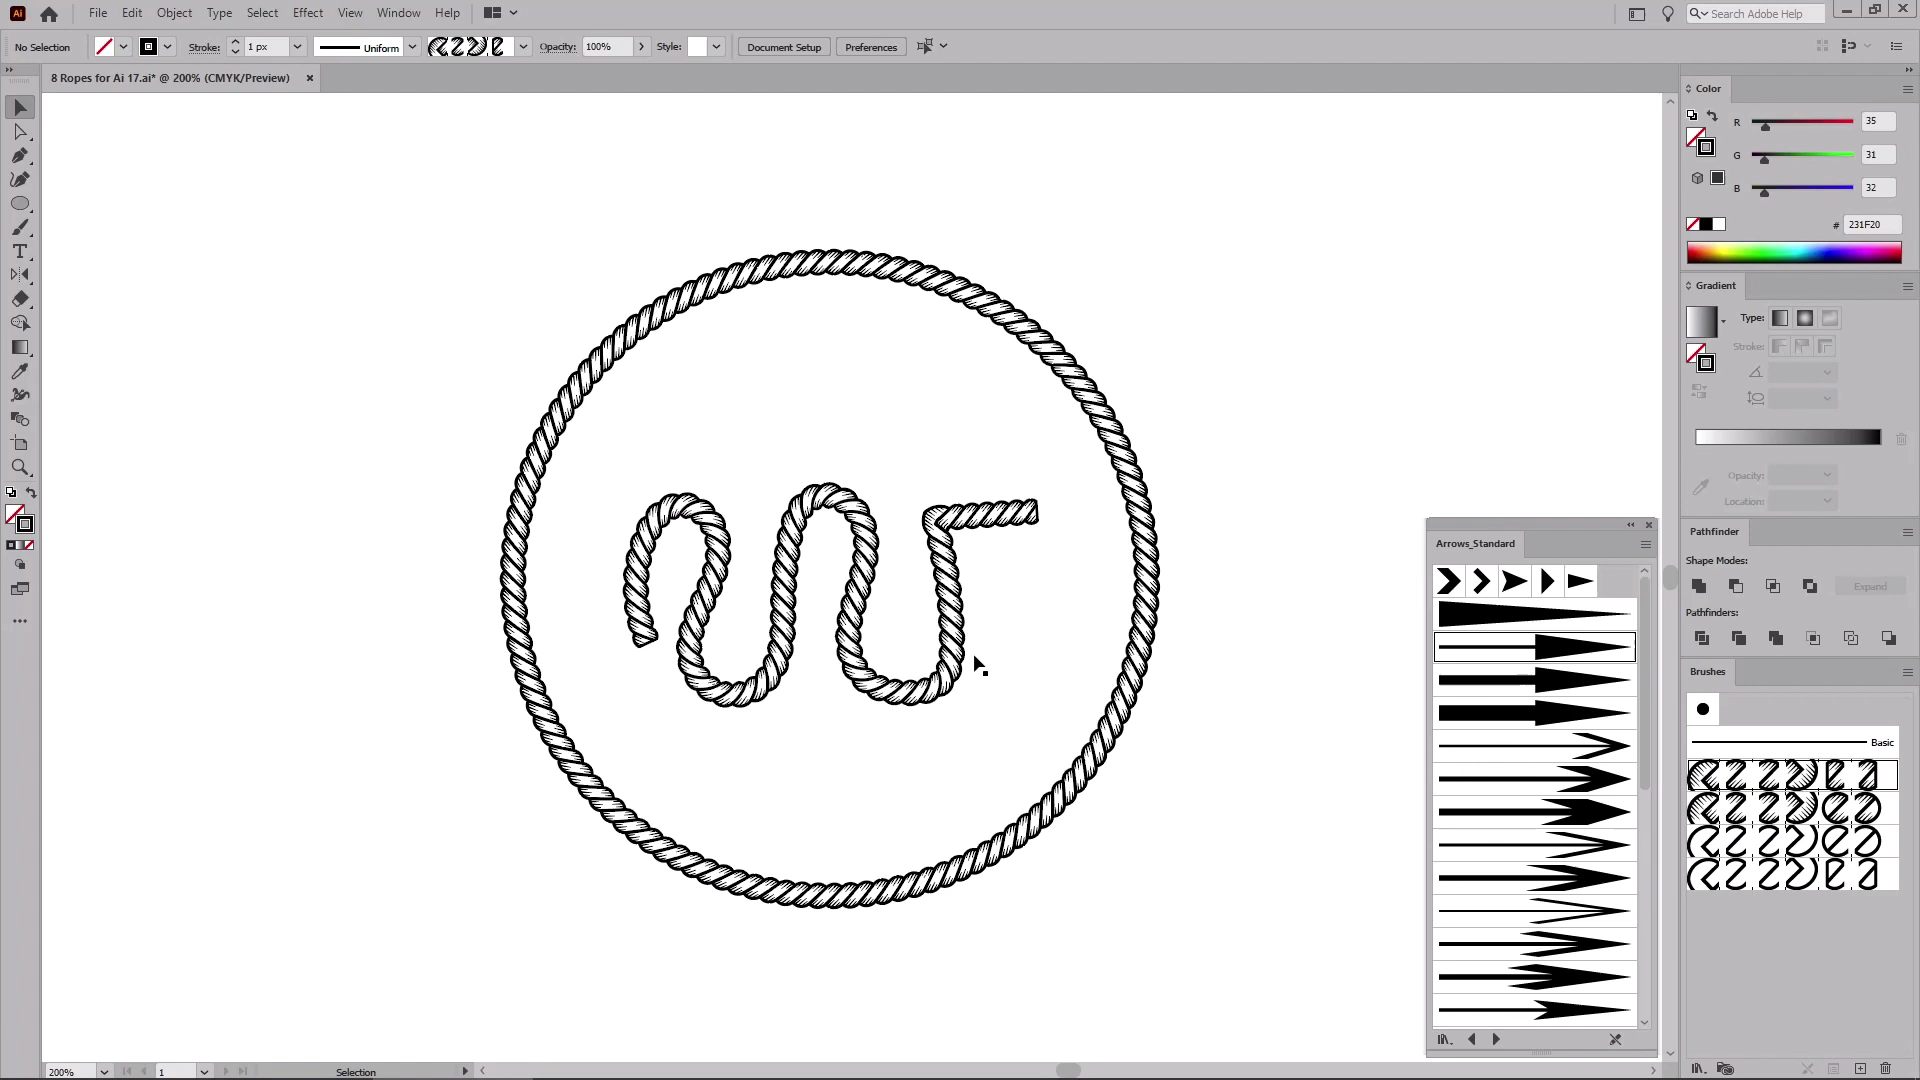 Ai File Edit Object Type Select Effect View Window Help Search Adobe Help
No Selection Stroke: 1 px Uniform Opacity: 100% Style: Document Setup Preferences
8 Ropes for Ai 17.ai* @ 200% (CMYK/Preview)
Color
R 35
G 31
B 32
# 231F20
Gradient
Type:
Stroke:
Opacity:
Location:
Pathfinder
Shape Modes:
Expand
Pathfinders:
Brushes
Basic
Arrows_Standard
200% 1 Selection